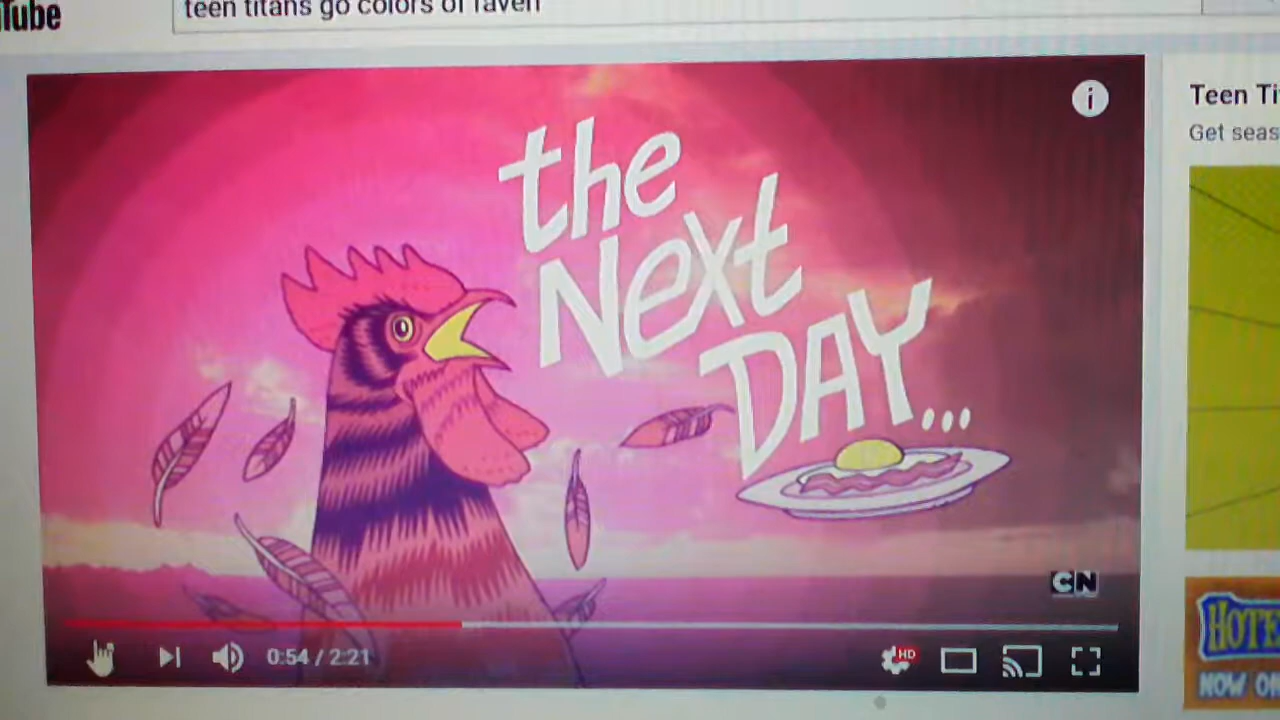 Tube
teen titans go colors of raven
i
Teen Ti
Get seas
the
Next
DAY...
CN
0:54 / 2:21
HD
HOTE
NOW ON